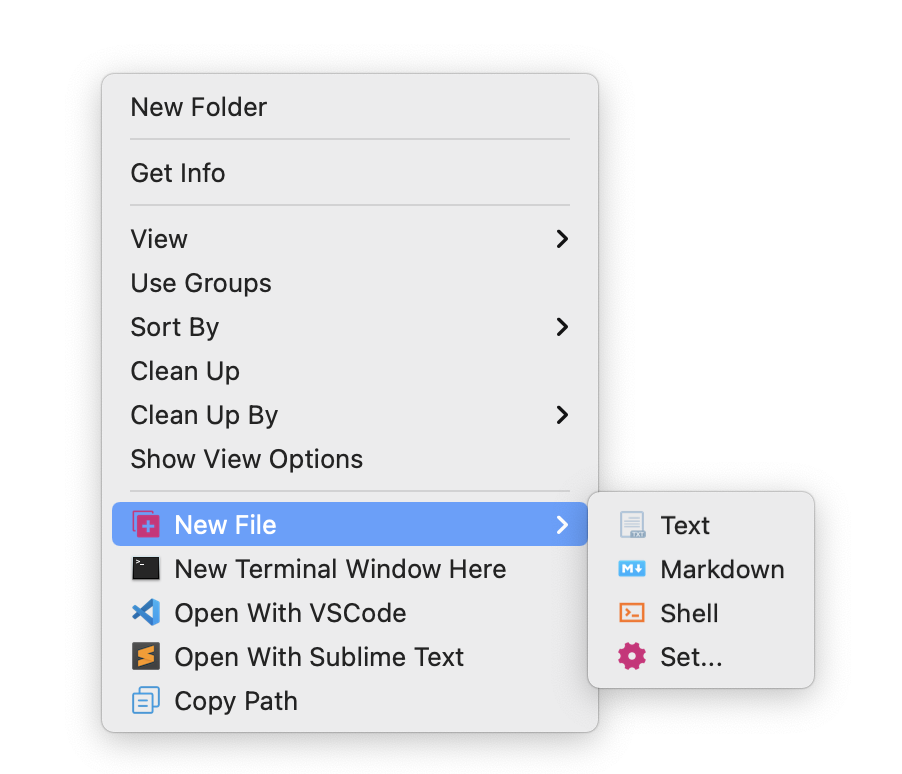 New Folder
Get Info
View
Use Groups
Sort By
Clean Up
Clean Up By
Show View Options
New File
New Terminal Window Here
Open With VSCode
Open With Sublime Text
Copy Path
Text
Markdown
Shell
Set...